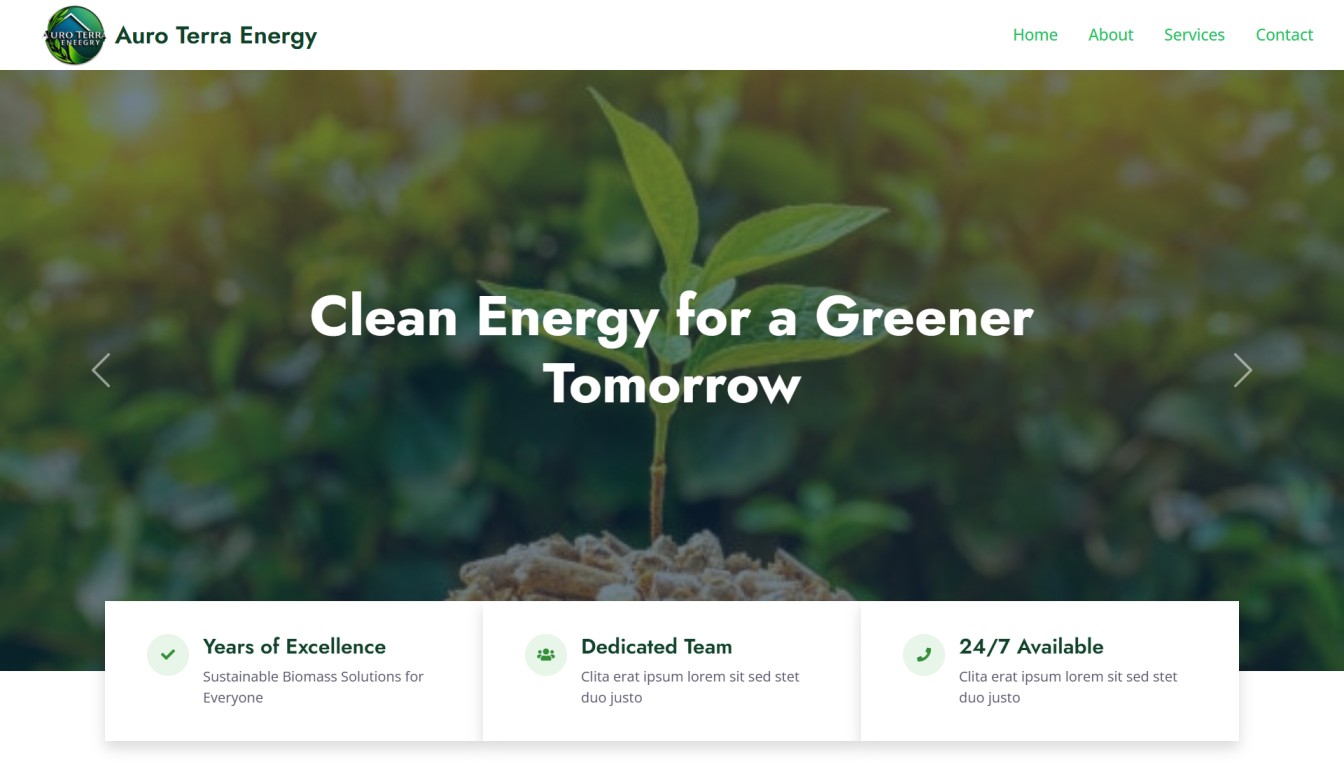 AURO TERRA
ENEEGRY
Auro Terra Energy
Home
About
Services
Contact
Clean Energy for a Greener
Tomorrow
Years of Excellence
Sustainable Biomass Solutions for
Everyone
Dedicated Team
Clita erat ipsum lorem sit sed stet
duo justo
24/7 Available
Clita erat ipsum lorem sit sed stet
duo justo